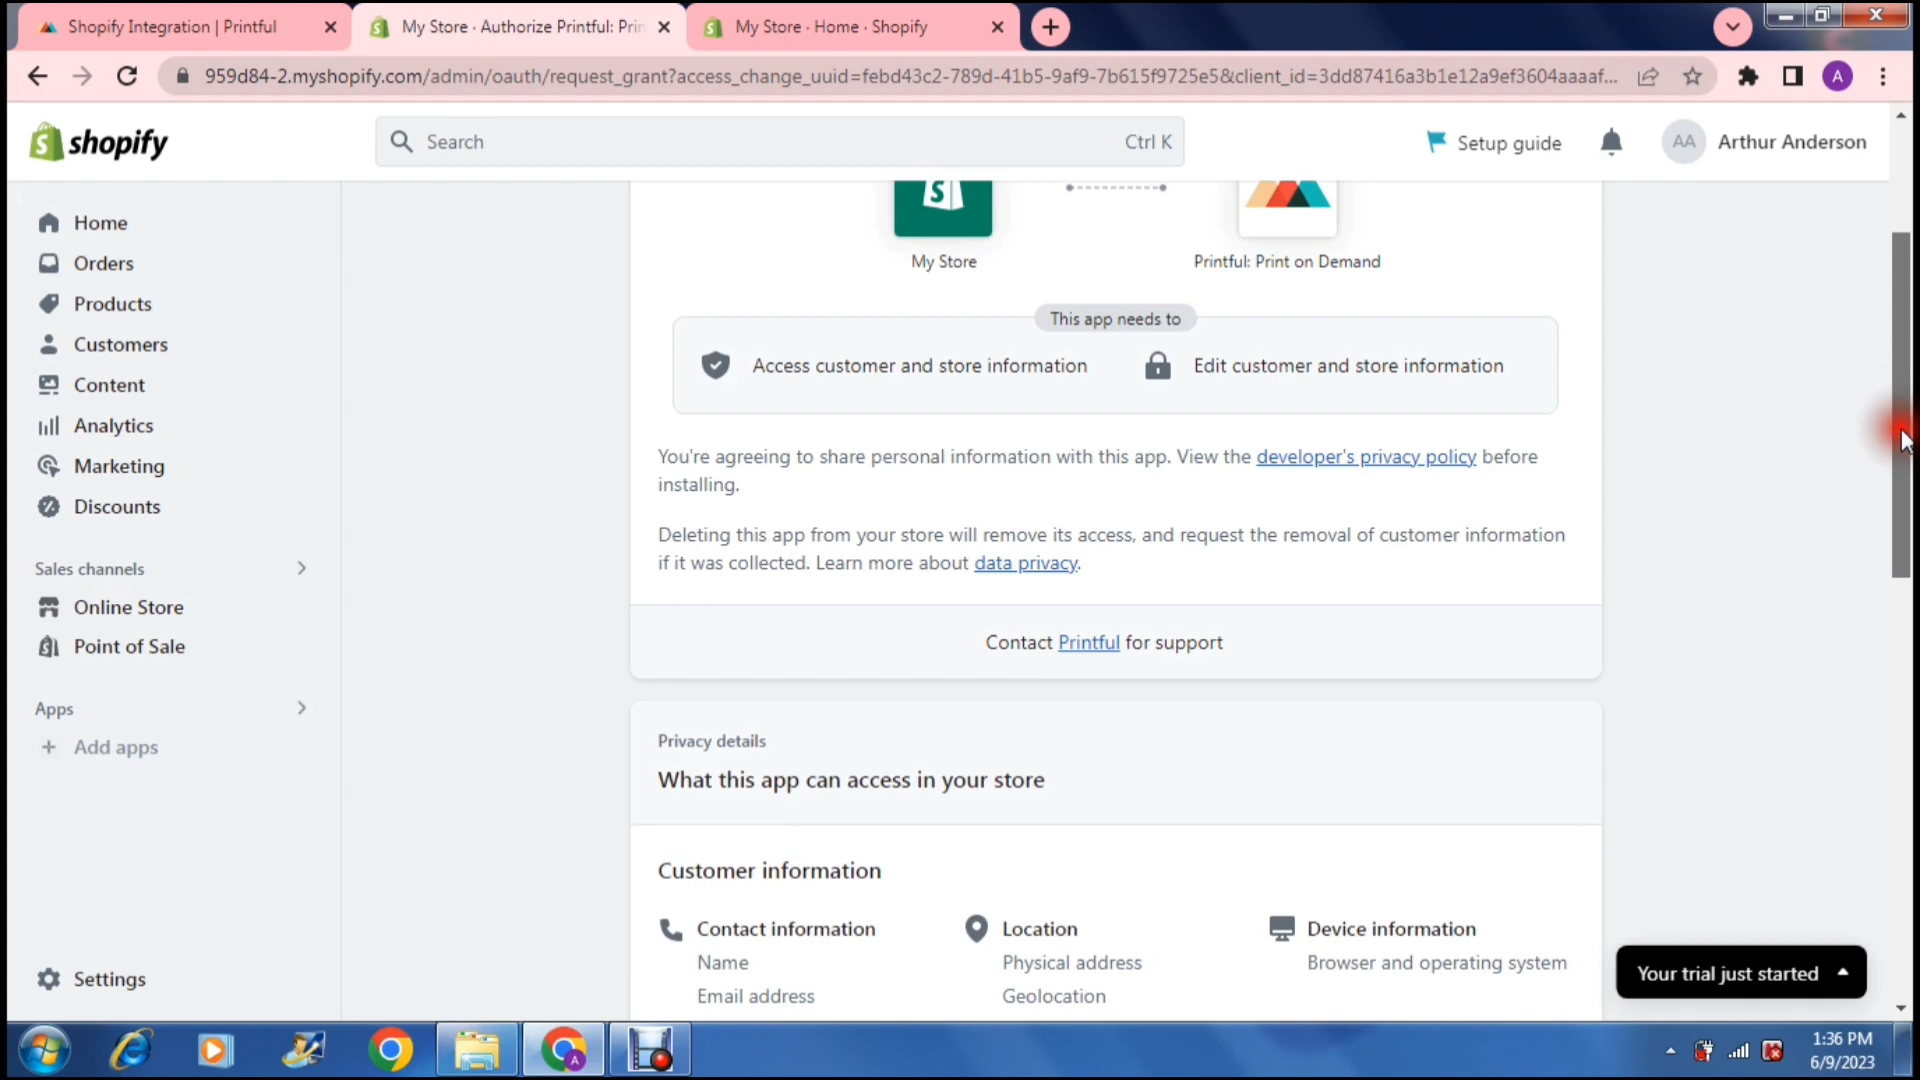 Shopify Integration | Printful
My Store · Authorize Printful: Prin
My Store · Home · Shopify
959d84-2.myshopify.com/admin/oauth/request_grant?access_change_uuid=febd43c2-789d-41b5-9af9-7b615f9725e5&client_id=3dd87416a3b1e12a9ef3604aaaaf...
A
shopify
Search
Ctrl K
Setup guide
AA
Arthur Anderson
Home
Orders
Products
Customers
Content
Analytics
Marketing
Discounts
Sales channels
Online Store
Point of Sale
Apps
+ Add apps
Settings
My Store
Printful: Print on Demand
This app needs to
Access customer and store information
Edit customer and store information
You're agreeing to share personal information with this app. View the developer's privacy policy before
installing.
Deleting this app from your store will remove its access, and request the removal of customer information
if it was collected. Learn more about data privacy.
Contact Printful for support
Privacy details
What this app can access in your store
Customer information
Contact information
Name
Email address
Location
Physical address
Geolocation
Device information
Browser and operating system
Your trial just started
1:36 PM
6/9/2023